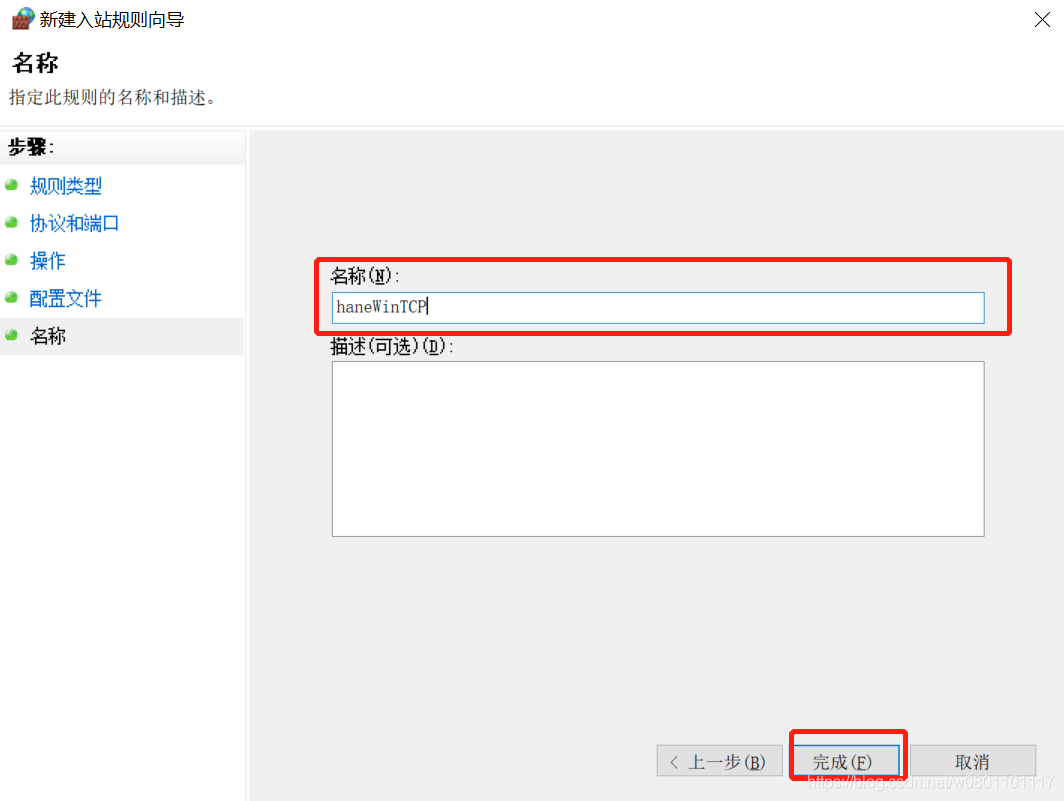 新建入站规则向导
名称
指定此规则的名称和描述。
步骤:
规则类型
协议和端口
操作
配置文件
名称
名称(N):
haneWinTCP
描述(可选)(D):
< 上一步(B)
完成(F)
取消
https://blog.csdn.net/w0801101117